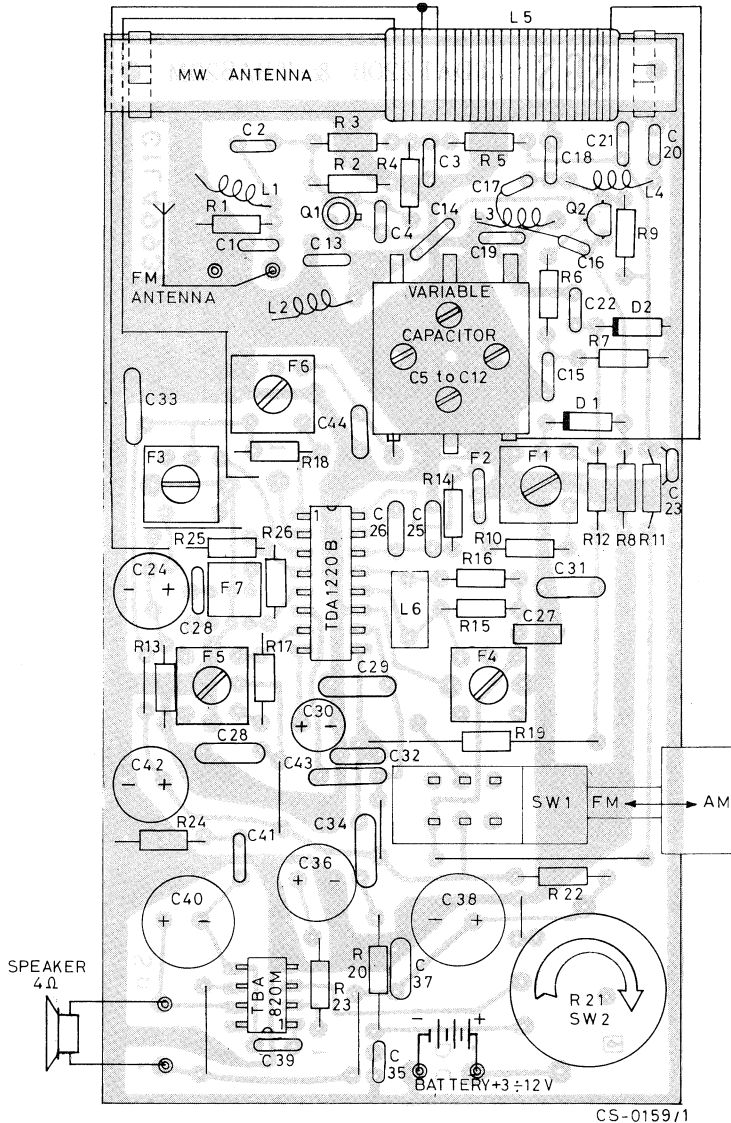 L5
MW ANTENNA
C2
R3
R2
R4
C3
R5
C18
C21
C
20
L1
R1
Q1
C4
C14
C17
L3
Q2
L4
R9
C1
C13
C19
C16
FM
ANTENNA
L2
VARIABLE
CAPACITOR
C5 to C12
R6
C22
D2
R7
C15
D1
F6
C33
C44
R18
F3
R14
F2
F1
C
26
C
25
R12
R8
R11
C
23
R25
R26
1
TDA1220B
R10
R16
R15
C31
C24
+
-
F7
C28
L6
C27
R13
F5
R17
C29
F4
C30
+ -
R19
C28
C43
C32
C42
- +
SW1
FM
AM
R24
C41
C34
C36
+ -
R22
C40
+ -
C38
- +
SPEAKER
4Ω
TBA
820M
1
R
23
R
20
C
37
R21
SW2
C39
C
35
- +
BATTERY+3÷12V
CS-0159/1